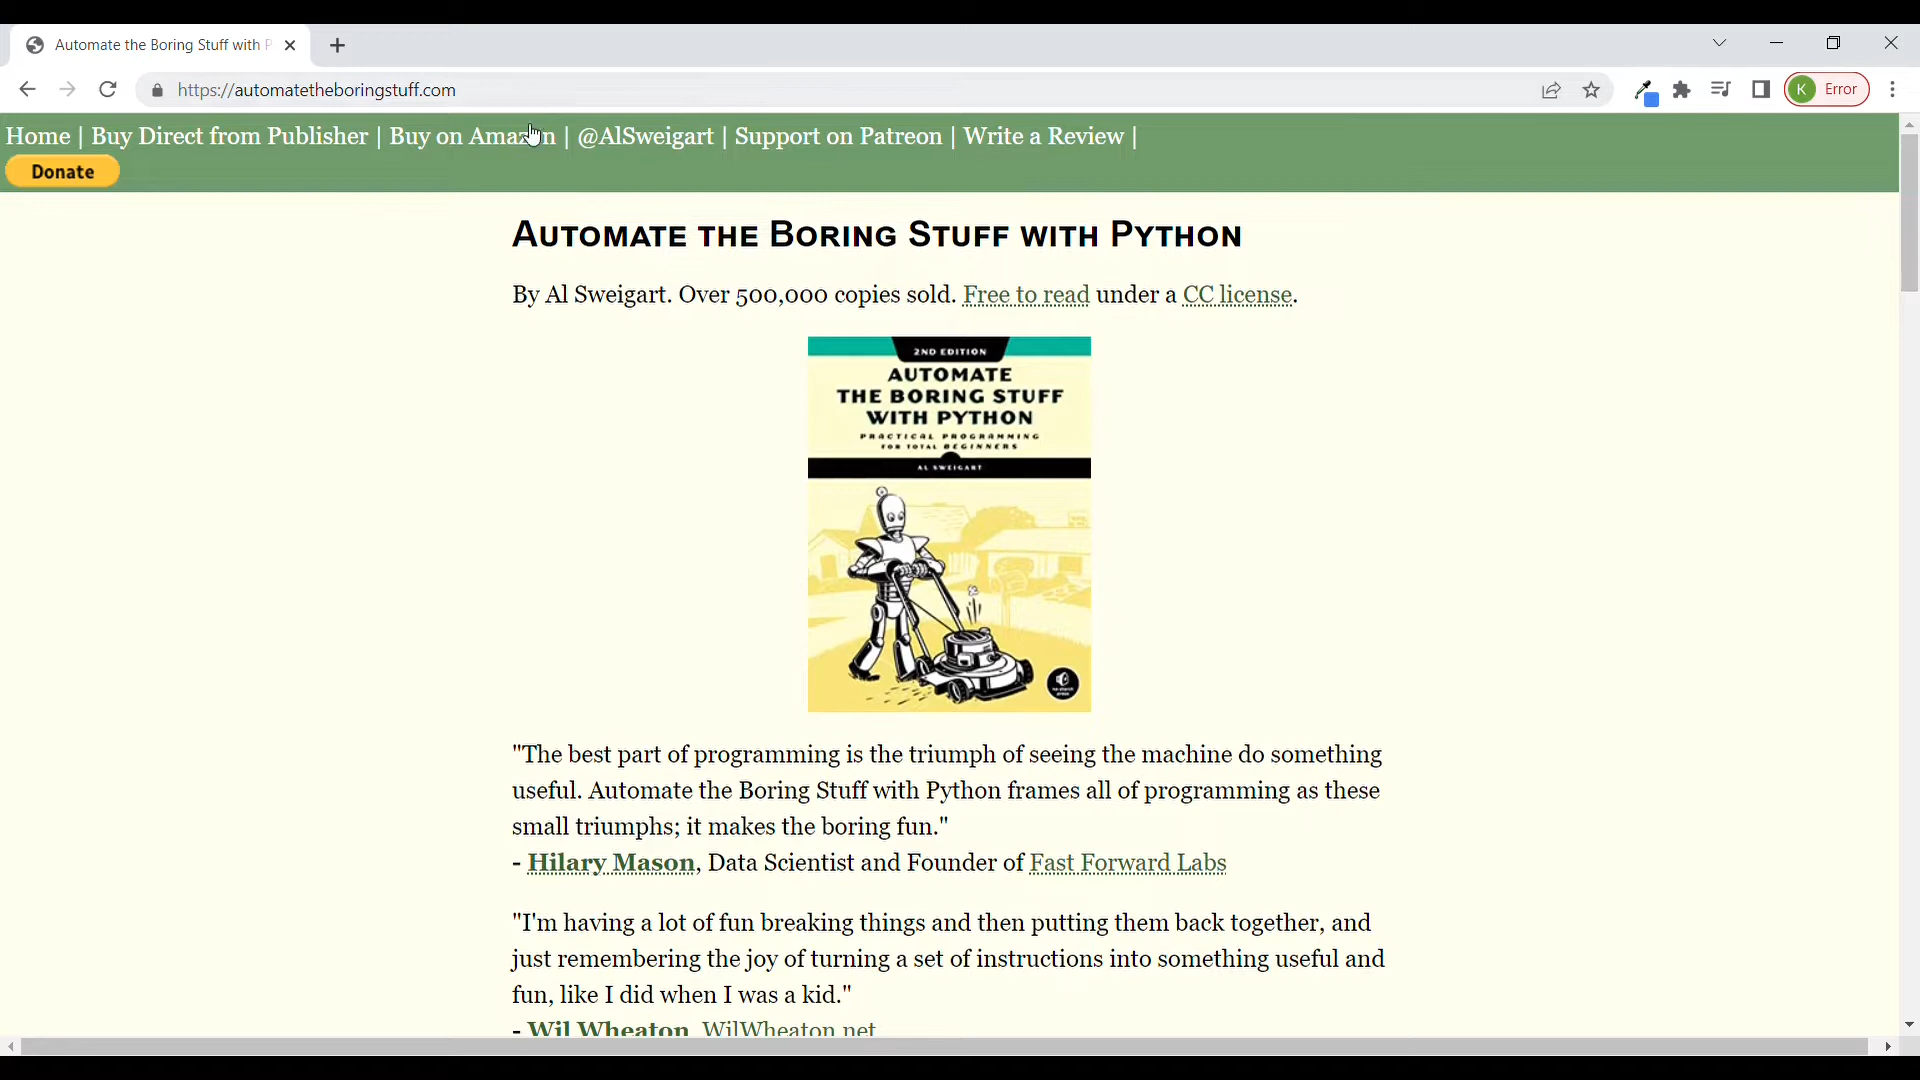 Automate the Boring Stuff with P
https://automatetheboringstuff.com
K Error
Home | Buy Direct from Publisher | Buy on Amazon | @AlSweigart | Support on Patreon | Write a Review |
Donate
Automate the Boring Stuff with Python
By Al Sweigart. Over 500,000 copies sold. Free to read under a CC license.
2ND EDITION
AUTOMATE
THE BORING STUFF
WITH PYTHON
PRACTICAL PROGRAMMING
FOR TOTAL BEGINNERS
AL SWEIGART
"The best part of programming is the triumph of seeing the machine do something
useful. Automate the Boring Stuff with Python frames all of programming as these
small triumphs; it makes the boring fun."
- Hilary Mason, Data Scientist and Founder of Fast Forward Labs
"I'm having a lot of fun breaking things and then putting them back together, and
just remembering the joy of turning a set of instructions into something useful and
fun, like I did when I was a kid."
- Wil Wheaton, WilWheaton.net